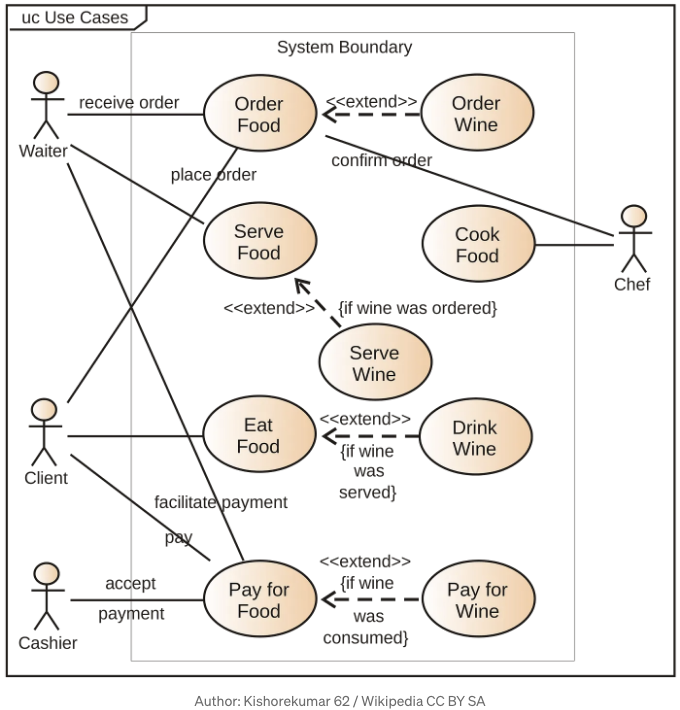 uc Use Cases
System Boundary
receive order
Order
Food
<<extend>>
Order
Wine
Waiter
place order
confirm order
Serve
Food
Cook
Food
Chef
<<extend>>
{if wine was ordered}
Serve
Wine
Client
Eat
Food
<<extend>>
{if wine
was
served}
Drink
Wine
facilitate payment
pay
Cashier
accept
payment
Pay for
Food
<<extend>>
{if wine
was
consumed}
Pay for
Wine
Author: Kishorekumar 62 / Wikipedia CC BY SA